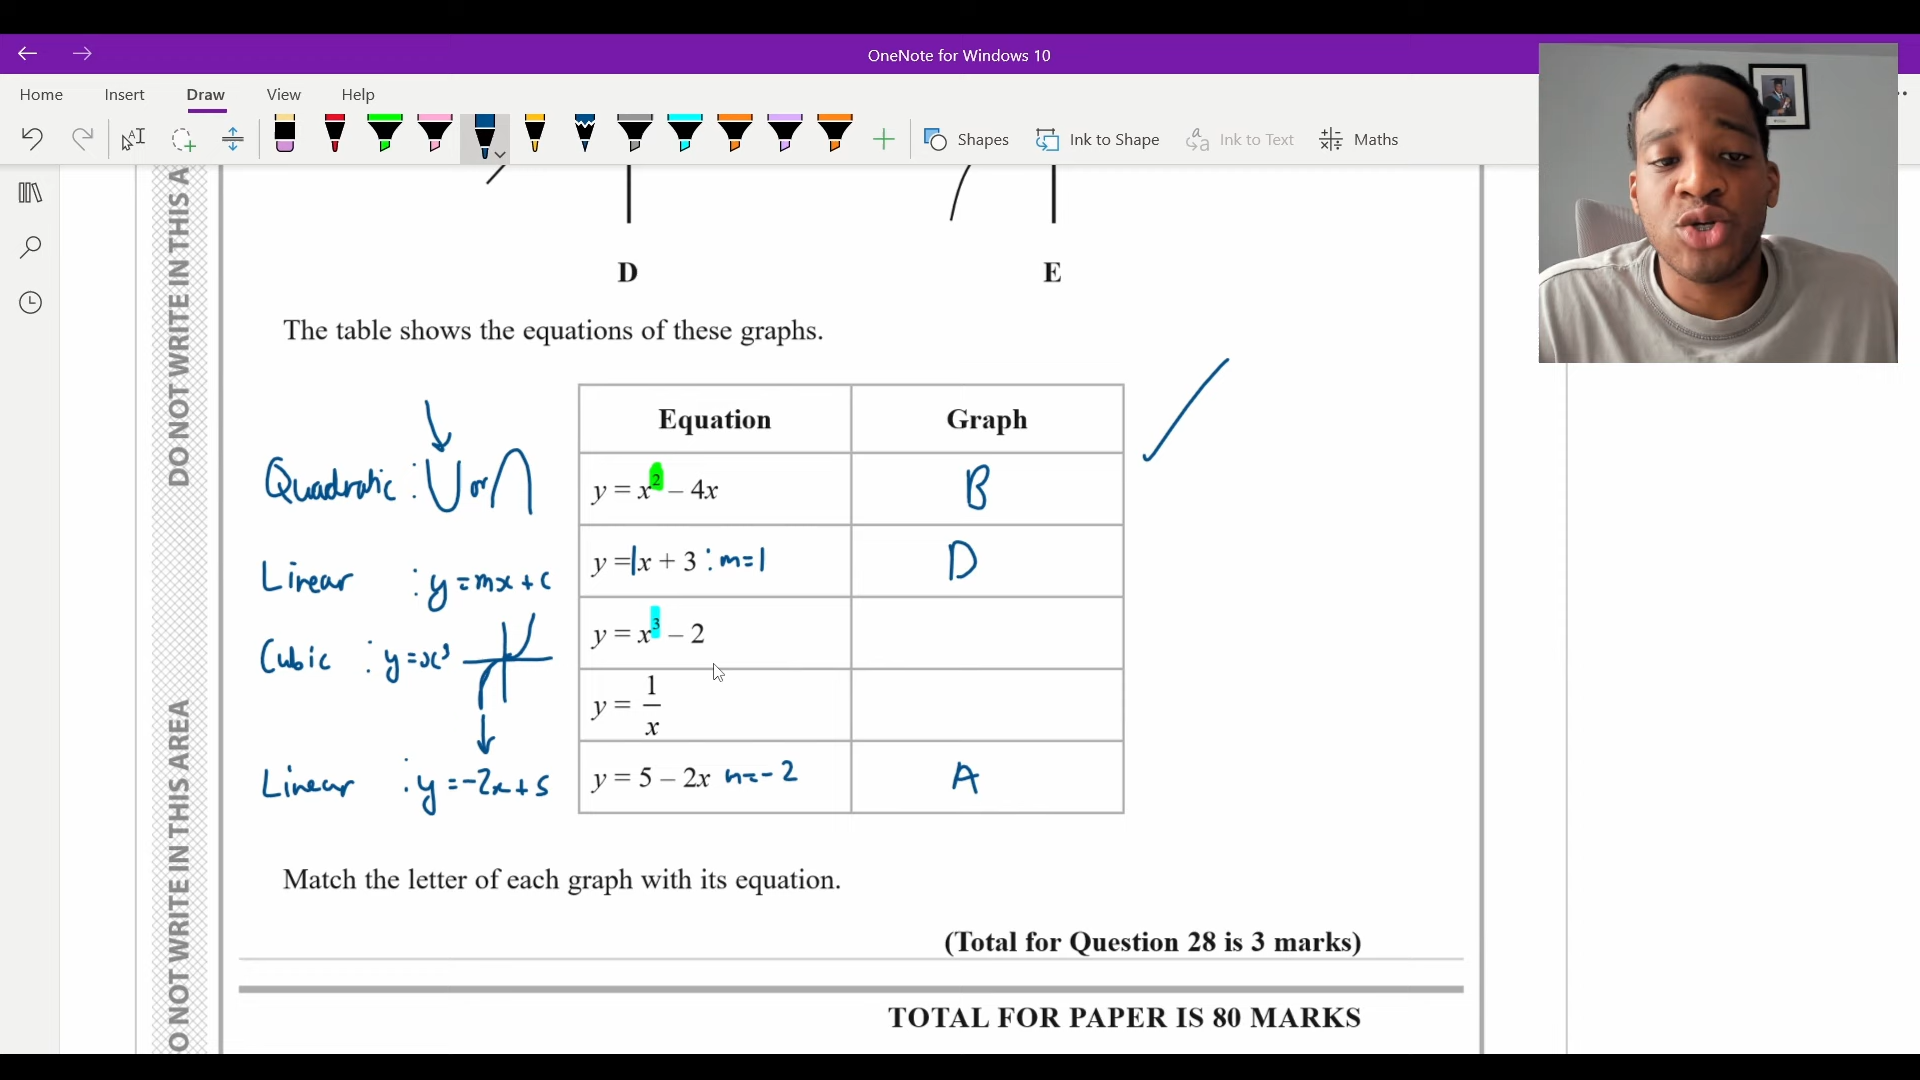 OneNote for Windows 10
Home Insert Draw View Help
Shapes Ink to Shape Ink to Text Maths
DO NOT WRITE IN THIS A
D E
The table shows the equations of these graphs.
Equation Graph
Quadratic : or
y = x² – 4x B
Linear : y = mx + c
y = 1x + 3 : m = 1 D
Cubic : y = x³
y = x³ – 2
y = 1/x
Linear : y = -2x + 5
y = 5 – 2x m = -2 A
O NOT WRITE IN THIS AREA
Match the letter of each graph with its equation.
(Total for Question 28 is 3 marks)
TOTAL FOR PAPER IS 80 MARKS